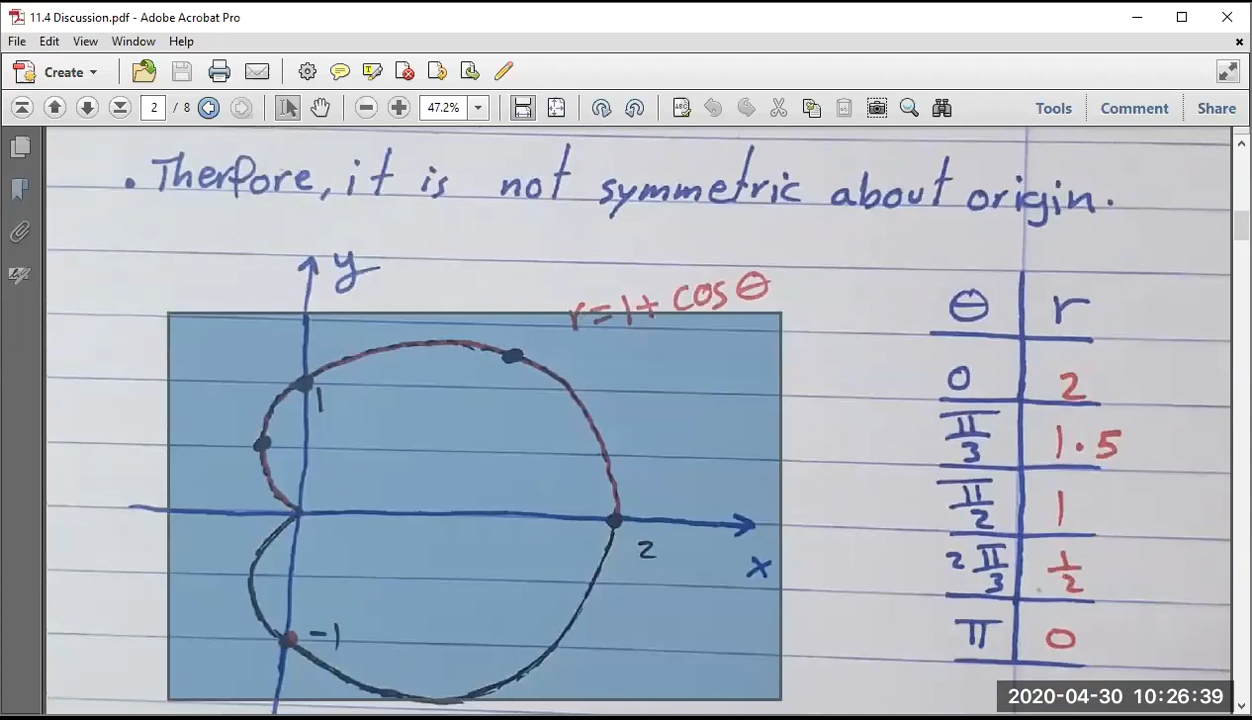 11.4 Discussion.pdf - Adobe Acrobat Pro
File Edit View Window Help
Create
2 / 8 47.2% Tools Comment Share
. Therfore, it is not symmetric about origin.
y
r=1+ cos θ
θ r
0 2
π/3 1.5
π/2 1
2π/3 1/2
π 0
1
2
x
-1
2020-04-30 10:26:39